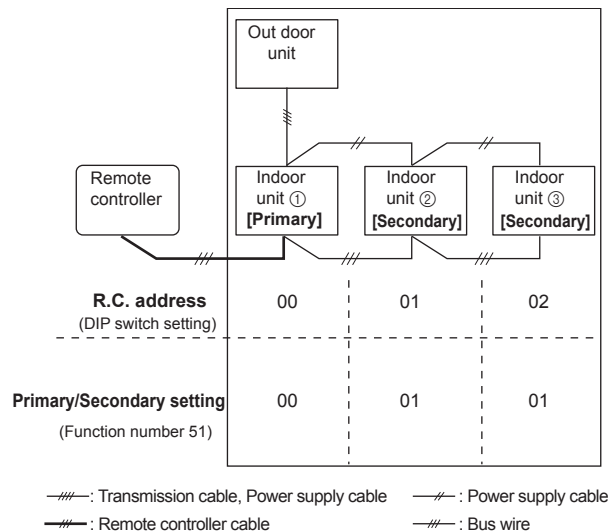 Out door
unit
Remote
controller
Indoor
unit ①
[Primary]
Indoor
unit ②
[Secondary]
Indoor
unit ③
[Secondary]
R.C. address
(DIP switch setting)
00
01
02
Primary/Secondary setting
(Function number 51)
00
01
01
: Transmission cable, Power supply cable
: Power supply cable
: Remote controller cable
: Bus wire